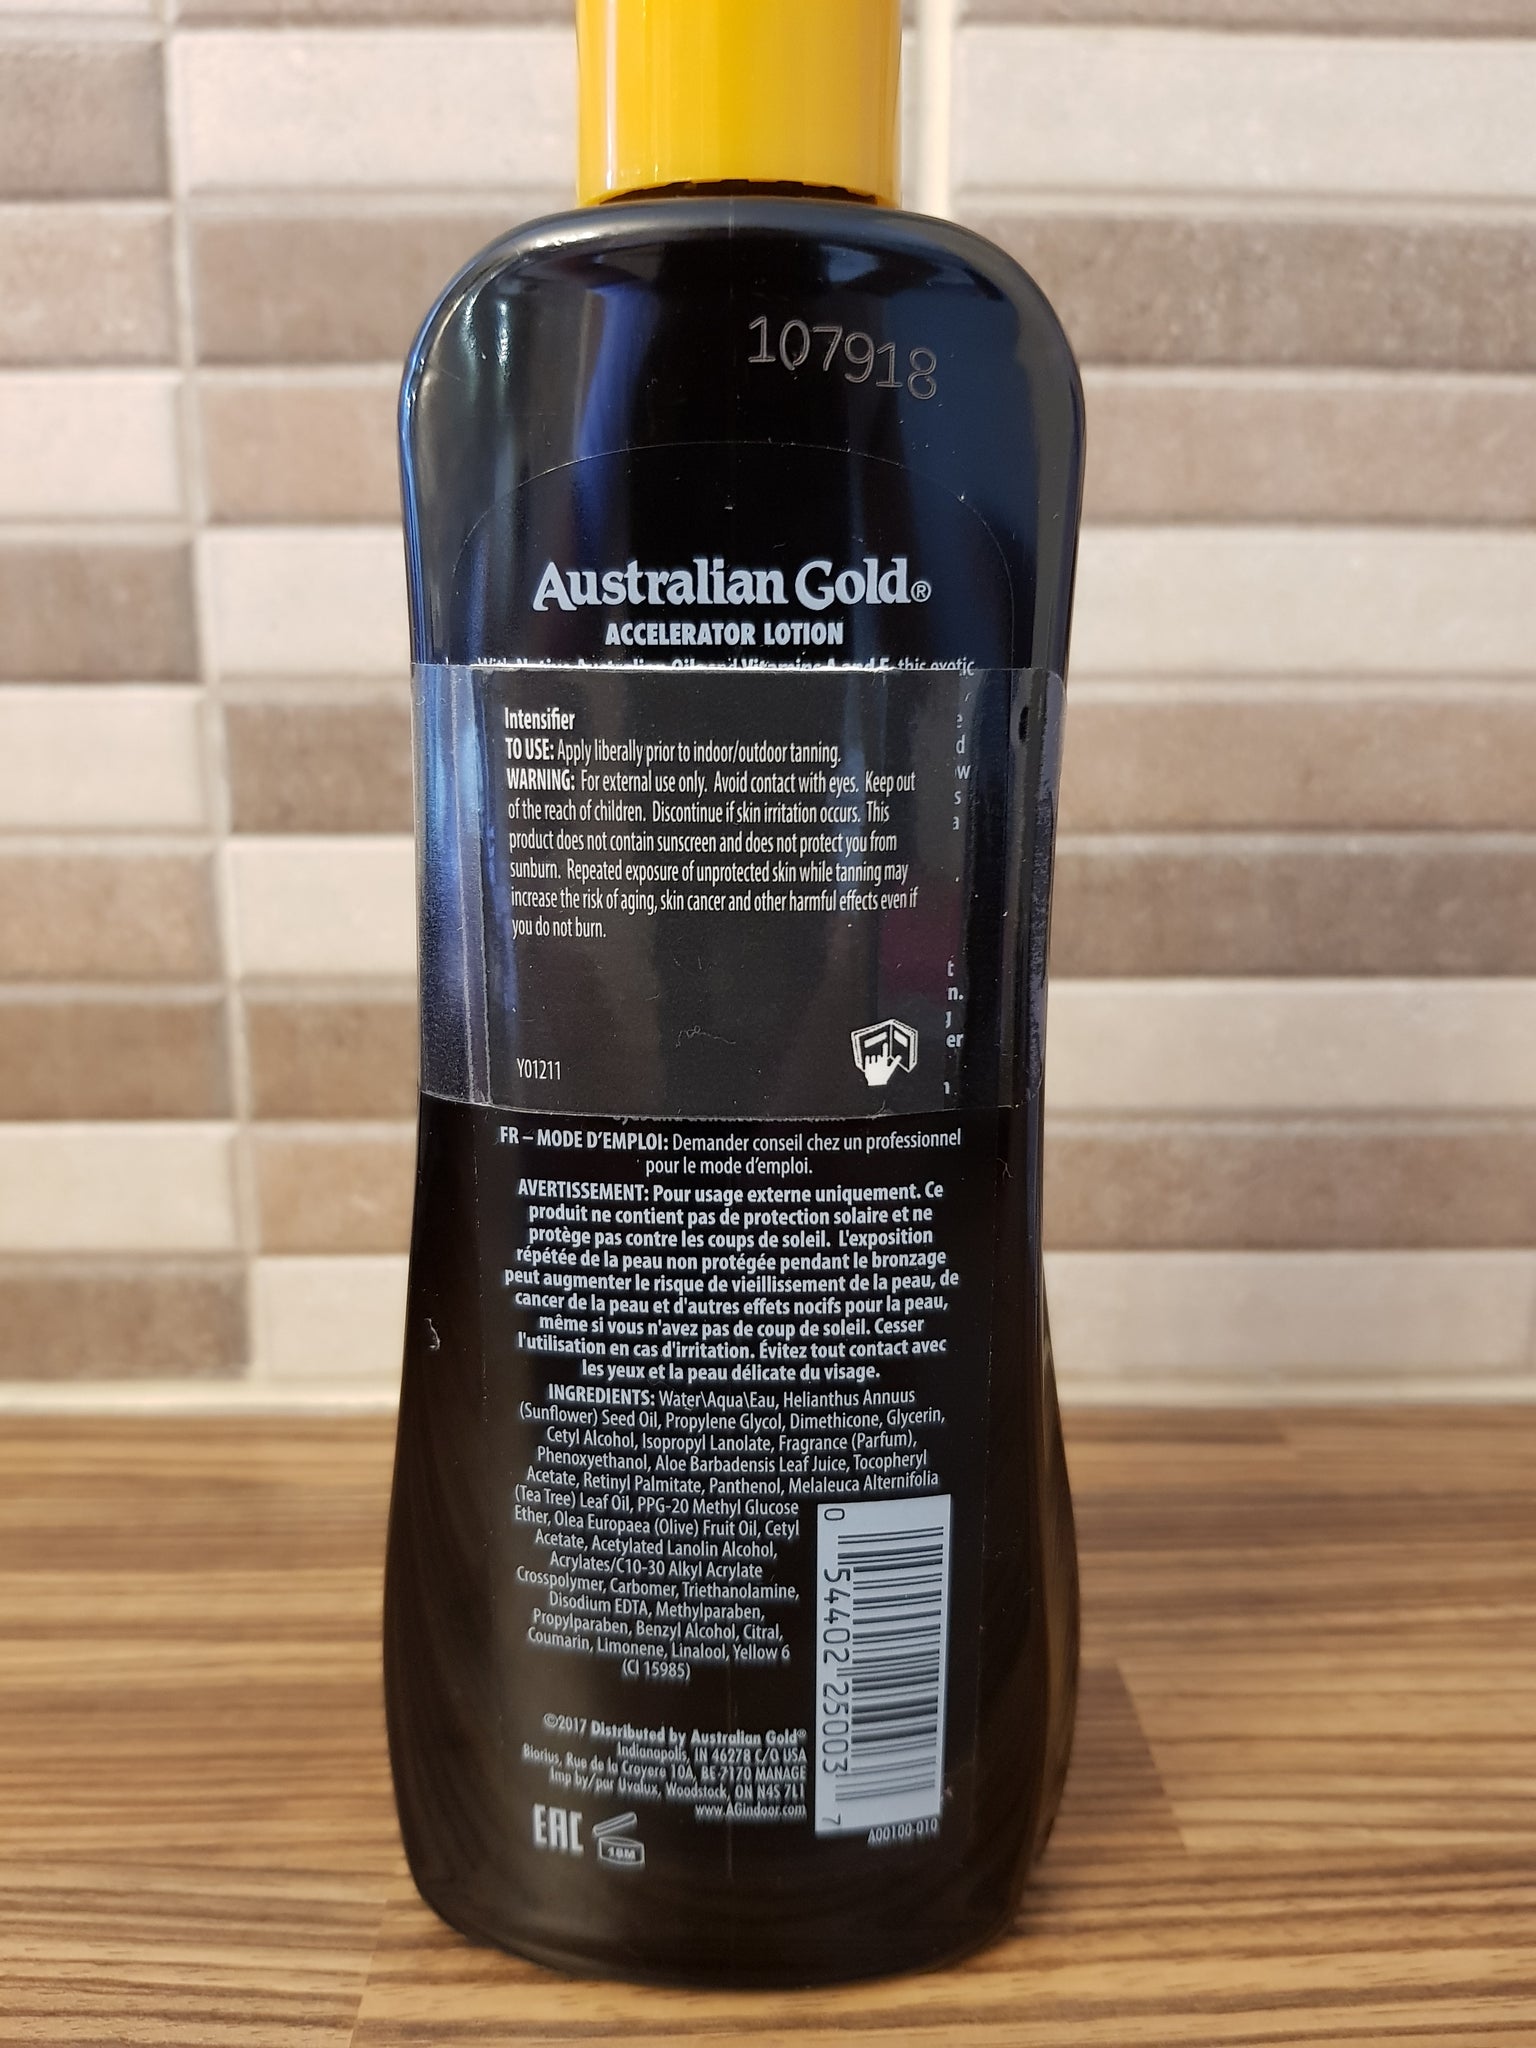 107918
Australian Gold®
ACCELERATOR LOTION
With Native Australian Oils and Vitamins A and E, this exotic
Intensifier
TO USE: Apply liberally prior to indoor/outdoor tanning.
WARNING: For external use only. Avoid contact with eyes. Keep out
of the reach of children. Discontinue if skin irritation occurs. This
product does not contain sunscreen and does not protect you from
sunburn. Repeated exposure of unprotected skin while tanning may
increase the risk of aging, skin cancer and other harmful effects even if
you do not burn.
Y01211
FR – MODE D'EMPLOI: Demander conseil chez un professionnel
pour le mode d'emploi.
AVERTISSEMENT: Pour usage externe uniquement. Ce
produit ne contient pas de protection solaire et ne
protège pas contre les coups de soleil. L'exposition
répétée de la peau non protégée pendant le bronzage
peut augmenter le risque de vieillissement de la peau, de
cancer de la peau et d'autres effets nocifs pour la peau,
même si vous n'avez pas de coup de soleil. Cesser
l'utilisation en cas d'irritation. Évitez tout contact avec
les yeux et la peau délicate du visage.
INGREDIENTS: Water\Aqua\Eau, Helianthus Annuus
(Sunflower) Seed Oil, Propylene Glycol, Dimethicone, Glycerin,
Cetyl Alcohol, Isopropyl Lanolate, Fragrance (Parfum),
Phenoxyethanol, Aloe Barbadensis Leaf Juice, Tocopheryl
Acetate, Retinyl Palmitate, Panthenol, Melaleuca Alternifolia
(Tea Tree) Leaf Oil, PPG-20 Methyl Glucose
Ether, Olea Europaea (Olive) Fruit Oil, Cetyl
Acetate, Acetylated Lanolin Alcohol,
Acrylates/C10-30 Alkyl Acrylate
Crosspolymer, Carbomer, Triethanolamine,
Disodium EDTA, Methylparaben,
Propylparaben, Benzyl Alcohol, Citral,
Coumarin, Limonene, Linalool, Yellow 6
(CI 15985)
©2017 Distributed by Australian Gold®
Indianapolis, IN 46278 C/O USA
Biorius, Rue de la Croyere 10A, BE-7170 MANAGE
Imp by/par Uvalux, Woodstock, ON N4S 7L1
www.AGindoor.com
EAC
18M
0 54402 25003 7
A00100-010